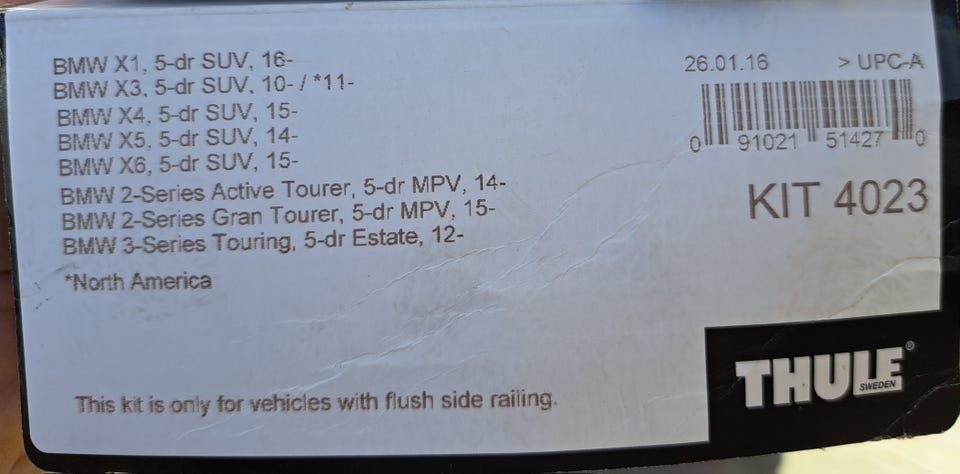 BMW X1, 5-dr SUV, 16-
BMW X3, 5-dr SUV, 10- / *11-
BMW X4, 5-dr SUV, 15-
BMW X5, 5-dr SUV, 14-
BMW X6, 5-dr SUV, 15-
BMW 2-Series Active Tourer, 5-dr MPV, 14-
BMW 2-Series Gran Tourer, 5-dr MPV, 15-
BMW 3-Series Touring, 5-dr Estate, 12-
*North America
This kit is only for vehicles with flush side railing.
26.01.16 > UPC-A
0 91021 51427 0
KIT 4023
THULE®
SWEDEN